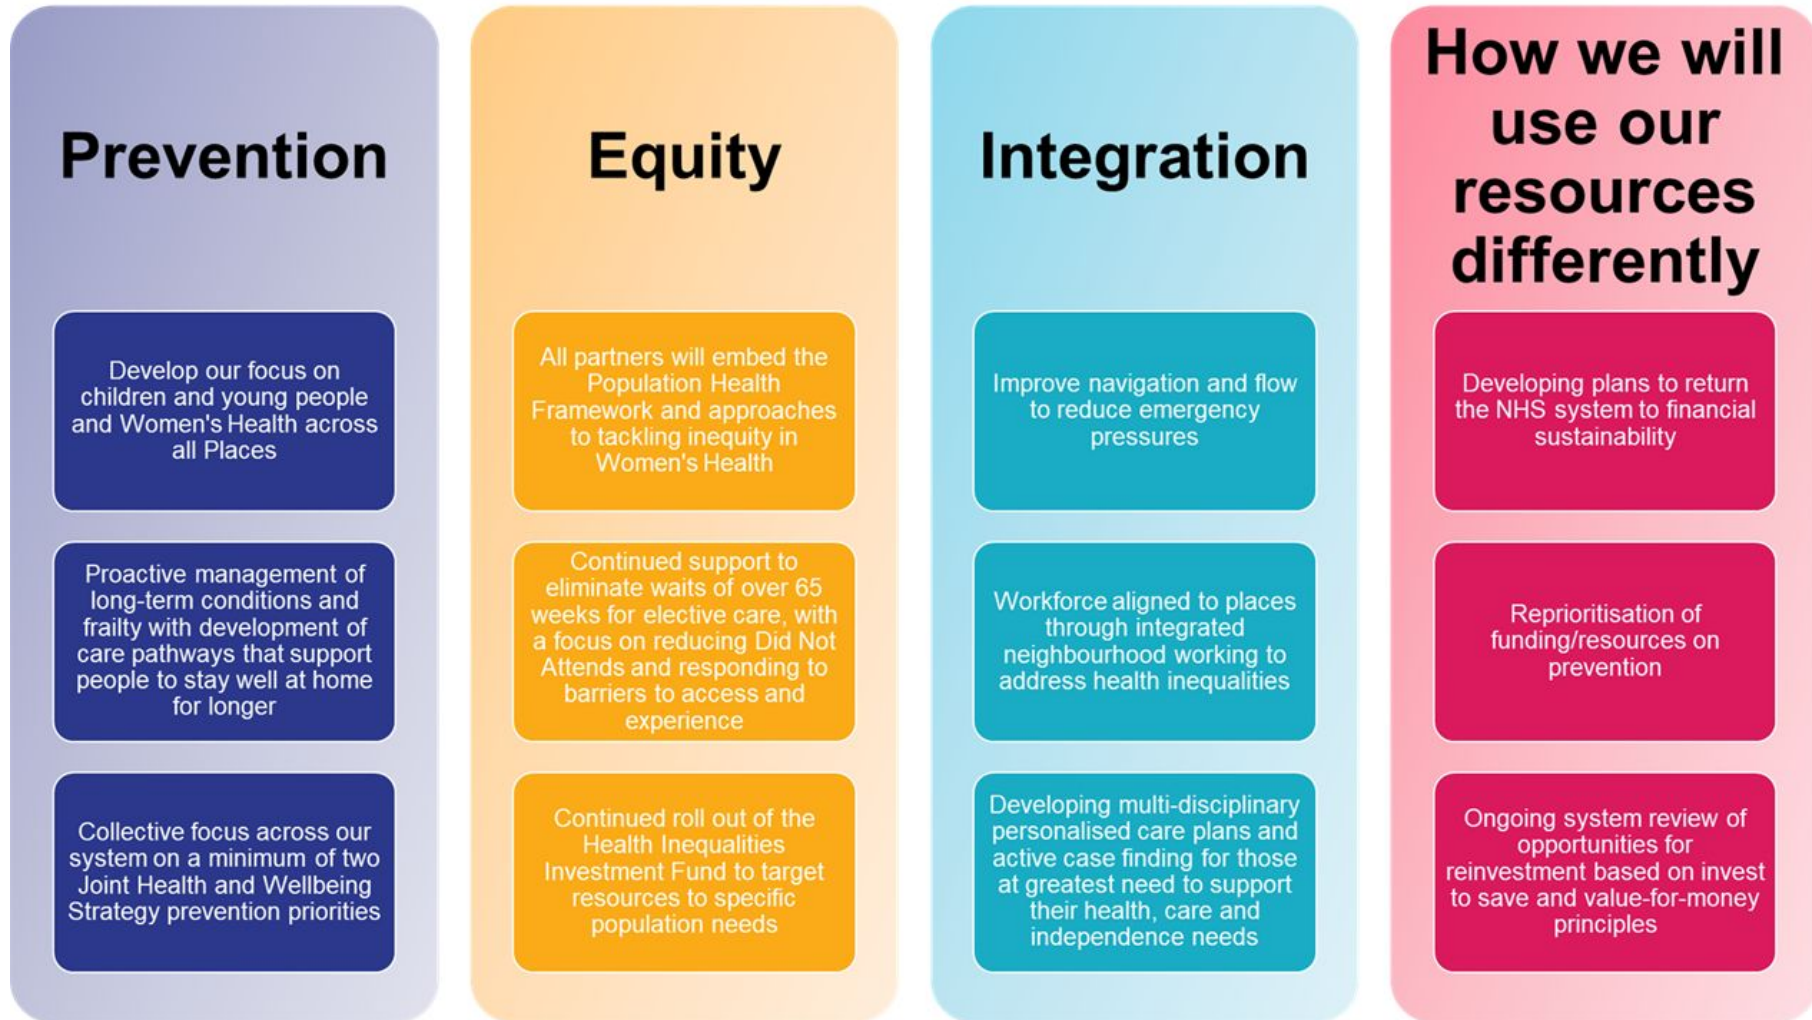 Prevention
Develop our focus on
children and young people
and Women's Health across
all Places
Proactive management of
long-term conditions and
frailty with development of
care pathways that support
people to stay well at home
for longer
Collective focus across our
system on a minimum of two
Joint Health and Wellbeing
Strategy prevention priorities
Equity
All partners will embed the
Population Health
Framework and approaches
to tackling inequity in
Women's Health
Continued support to
eliminate waits of over 65
weeks for elective care, with
a focus on reducing Did Not
Attends and responding to
barriers to access and
experience
Continued roll out of the
Health Inequalities
Investment Fund to target
resources to specific
population needs
Integration
Improve navigation and flow
to reduce emergency
pressures
Workforce aligned to places
through integrated
neighbourhood working to
address health inequalities
Developing multi-disciplinary
personalised care plans and
active case finding for those
at greatest need to support
their health, care and
independence needs
How we will
use our
resources
differently
Developing plans to return
the NHS system to financial
sustainability
Reprioritisation of
funding/resources on
prevention
Ongoing system review of
opportunities for
reinvestment based on invest
to save and value-for-money
principles